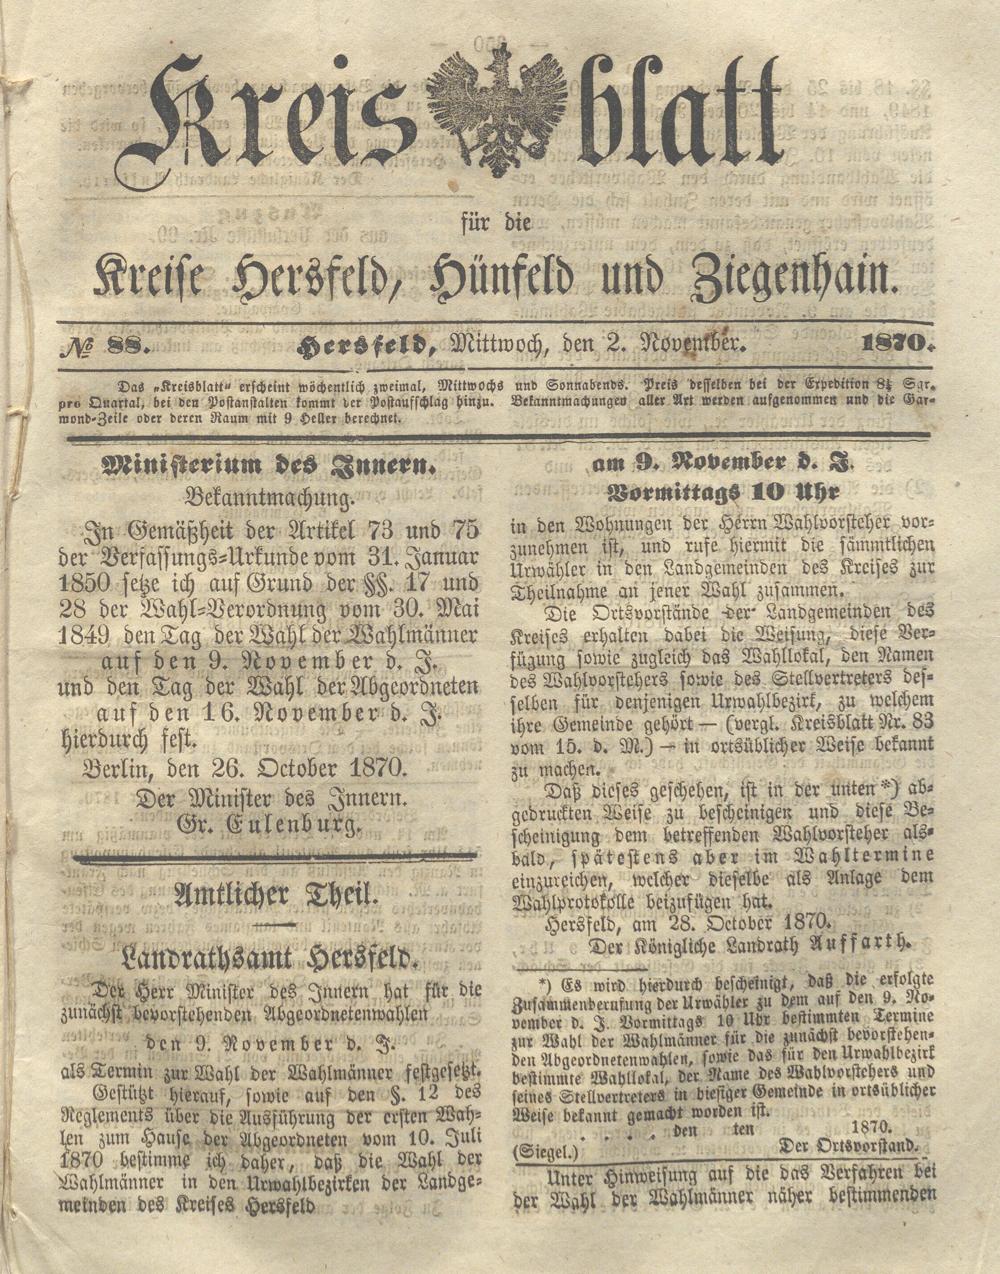 Kreisblatt
für die
Kreise Hersfeld, Hünfeld und Ziegenhain.
№ 88. Hersfeld, Mittwoch, den 2. November. 1870.
Das „Kreisblatt“ erscheint wöchentlich zweimal, Mittwochs und Sonnabends. Preis desselben bei der Expedition 8¼ Sgr.
pro Quartal, bei den Postanstalten kommt der Postaufschlag hinzu. Bekanntmachungen aller Art werden aufgenommen und die Gar-
mond-Zeile oder deren Raum mit 9 Heller berechnet.
Ministerium des Innern.
Bekanntmachung.
In Gemäßheit der Artikel 73 und 75
der Verfassungs-Urkunde vom 31. Januar
1850 setze ich auf Grund der §§. 17 und
28 der Wahl-Verordnung vom 30. Mai
1849 den Tag der Wahl der Wahlmänner
auf den 9. November d. J.
und den Tag der Wahl der Abgeordneten
auf den 16. November d. J.
hierdurch fest.
Berlin, den 26. October 1870.
Der Minister des Innern.
Gr. Eulenburg.
Amtlicher Theil.
Landrathsamt Hersfeld.
Der Herr Minister des Innern hat für die
zunächst bevorstehenden Abgeordnetenwahlen
den 9. November d. J.
als Termin zur Wahl der Wahlmänner festgesetzt.
Gestützt hierauf, sowie auf den §. 12 des
Reglements über die Ausführung der ersten Wah-
len zum Hause der Abgeordneten vom 10. Juli
1870 bestimme ich daher, daß die Wahl der
Wahlmänner in den Urwahlbezirken der Landge-
meinden des Kreises Hersfeld
am 9. November d. J.
Vormittags 10 Uhr
in den Wohnungen der Herrn Wahlvorsteher vor-
zunehmen ist, und rufe hiermit die sämmtlichen
Urwähler in den Landgemeinden des Kreises zur
Theilnahme an jener Wahl zusammen.
Die Ortsvorstände der Landgemeinden des
Kreises erhalten dabei die Weisung, diese Ver-
fügung sowie zugleich das Wahllokal, den Namen
des Wahlvorstehers sowie des Stellvertreters des-
selben für denjenigen Urwahlbezirk, zu welchem
ihre Gemeinde gehört — (vergl. Kreisblatt Nr. 83
vom 15. d. M.) — in ortsüblicher Weise bekannt
zu machen.
Daß dieses geschehen, ist in der unten *) ab-
gedruckten Weise zu bescheinigen und diese Be-
scheinigung dem betreffenden Wahlvorsteher als-
bald, spätestens aber im Wahltermine
einzureichen, welcher dieselbe als Anlage dem
Wahlprotokolle beizufügen hat.
Hersfeld, am 28. October 1870.
Der Königliche Landrath Auffarth.
*) Es wird hierdurch bescheinigt, daß die erfolgte
Zusammenberufung der Urwähler zu dem auf den 9. No-
vember d. J. Vormittags 10 Uhr bestimmten Termine
zur Wahl der Wahlmänner für die zunächst bevorstehen-
den Abgeordnetenwahlen, sowie das für den Urwahlbezirk
bestimmte Wahllokal, der Name des Wahlvorstehers und
seines Stellvertreters in hiesiger Gemeinde in ortsüblicher
Weise bekannt gemacht worden ist.
. . . . den ten 1870.
(Siegel.) Der Ortsvorstand.
Unter Hinweisung auf die das Verfahren bei
der Wahl der Wahlmänner näher bestimmenden